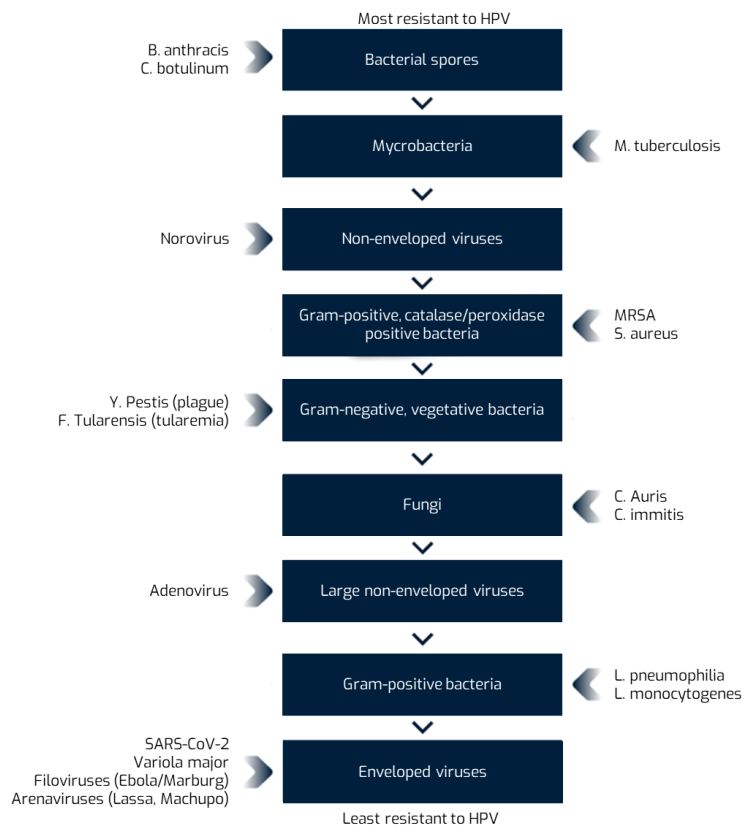 Most resistant to HPV
B. anthracis
C. botulinum
Bacterial spores
Mycrobacteria
M. tuberculosis
Norovirus
Non-enveloped viruses
Gram-positive, catalase/peroxidase
positive bacteria
MRSA
S. aureus
Y. Pestis (plague)
F. Tularensis (tularemia)
Gram-negative, vegetative bacteria
Fungi
C. Auris
C. immitis
Adenovirus
Large non-enveloped viruses
Gram-positive bacteria
L. pneumophilia
L. monocytogenes
SARS-CoV-2
Variola major
Filoviruses (Ebola/Marburg)
Arenaviruses (Lassa, Machupo)
Enveloped viruses
Least resistant to HPV